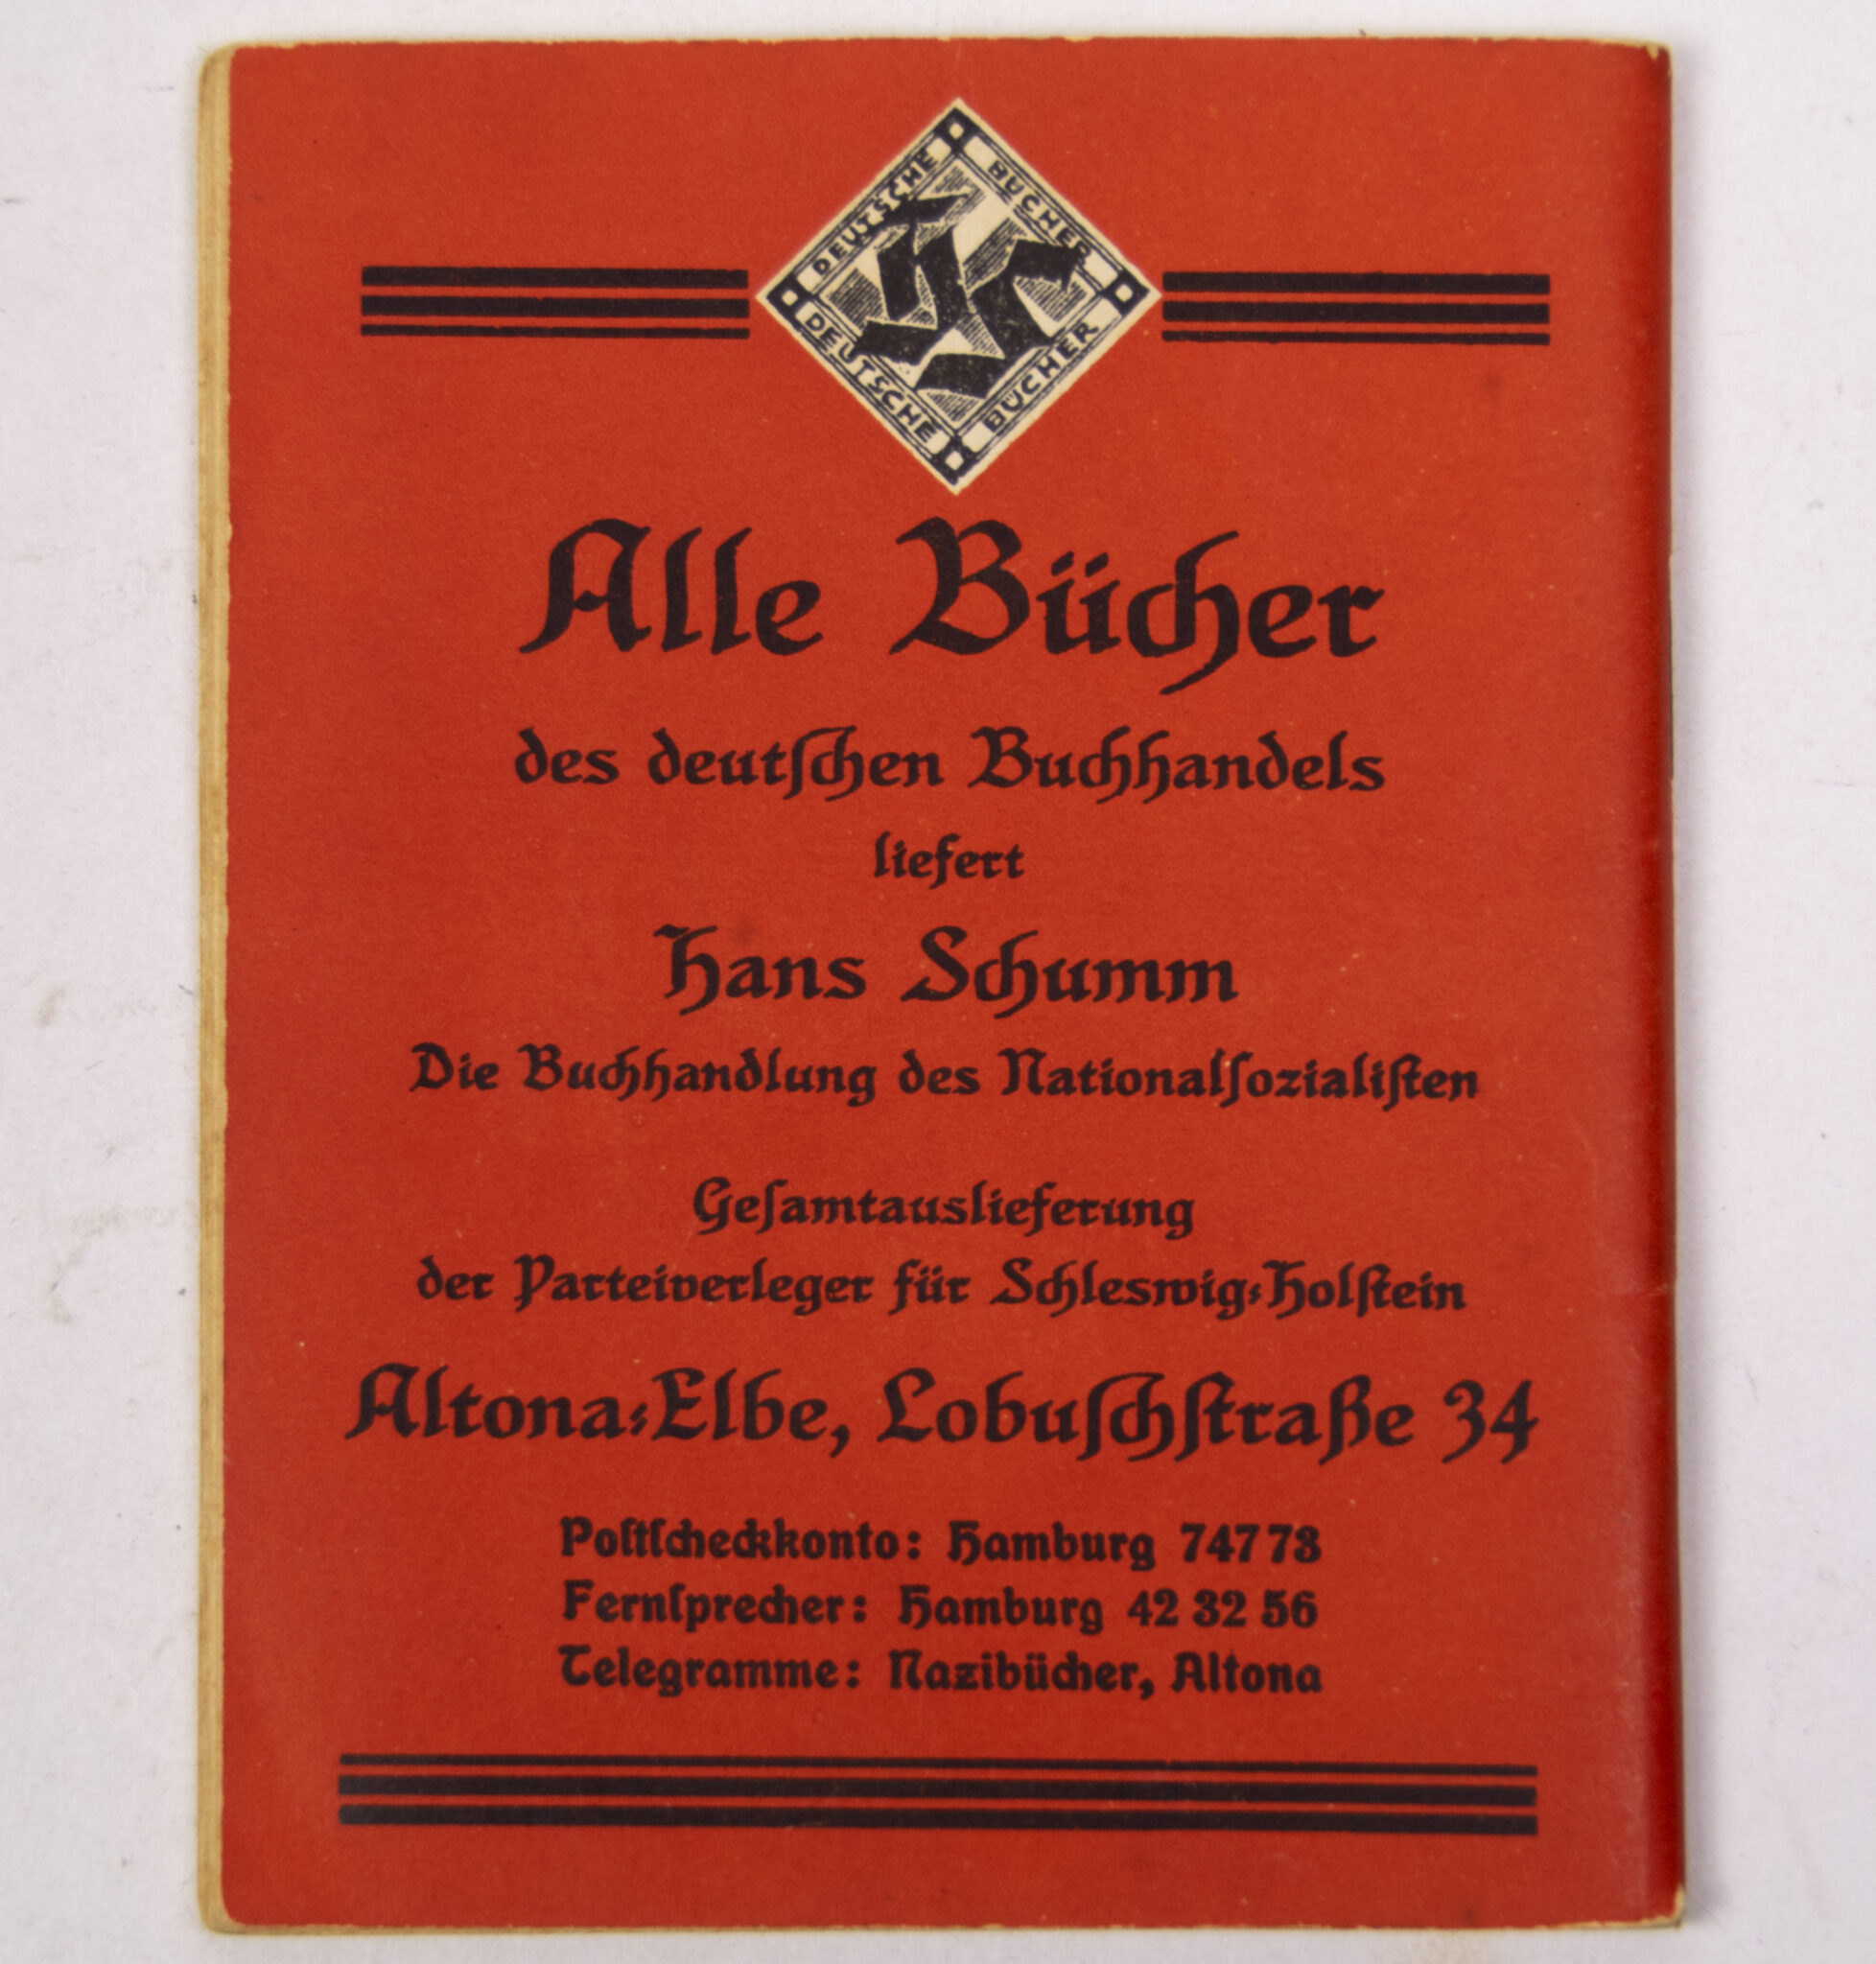 DEUTSCHE BÜCHER
DEUTSCHE BÜCHER
Alle Bücher
des deutſchen Buchhandels
liefert
Hans Schumm
Die Buchhandlung des Nationalſozialiſten
Geſamtauslieferung
der Parteiverleger für Schleswig⸗Holſtein
Altona⸗Elbe, Lobuſchſtraße 34
Poſtſcheckkonto: Hamburg 747 73
Fernſprecher: Hamburg 42 32 56
Telegramme: Nazibücher, Altona